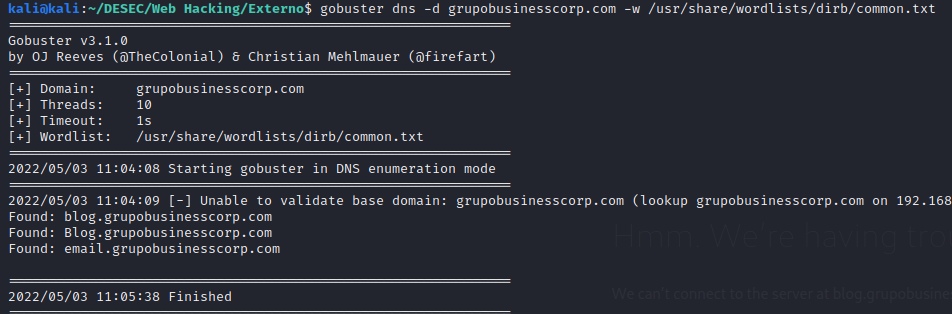 kali@kali:~/DESEC/Web Hacking/Externo$ gobuster dns -d grupobusinesscorp.com -w /usr/share/wordlists/dirb/common.txt
===============================================================
Gobuster v3.1.0
by OJ Reeves (@TheColonial) & Christian Mehlmauer (@firefart)
===============================================================
[+] Domain:     grupobusinesscorp.com
[+] Threads:    10
[+] Timeout:    1s
[+] Wordlist:   /usr/share/wordlists/dirb/common.txt
===============================================================
2022/05/03 11:04:08 Starting gobuster in DNS enumeration mode
===============================================================
2022/05/03 11:04:09 [-] Unable to validate base domain: grupobusinesscorp.com (lookup grupobusinesscorp.com on 192.168
Found: blog.grupobusinesscorp.com
Found: Blog.grupobusinesscorp.com
Hmm. We're having tro
Found: email.grupobusinesscorp.com
===============================================================
2022/05/03 11:05:38 Finished
We can't connect to the server at blog.grupobusines
===============================================================